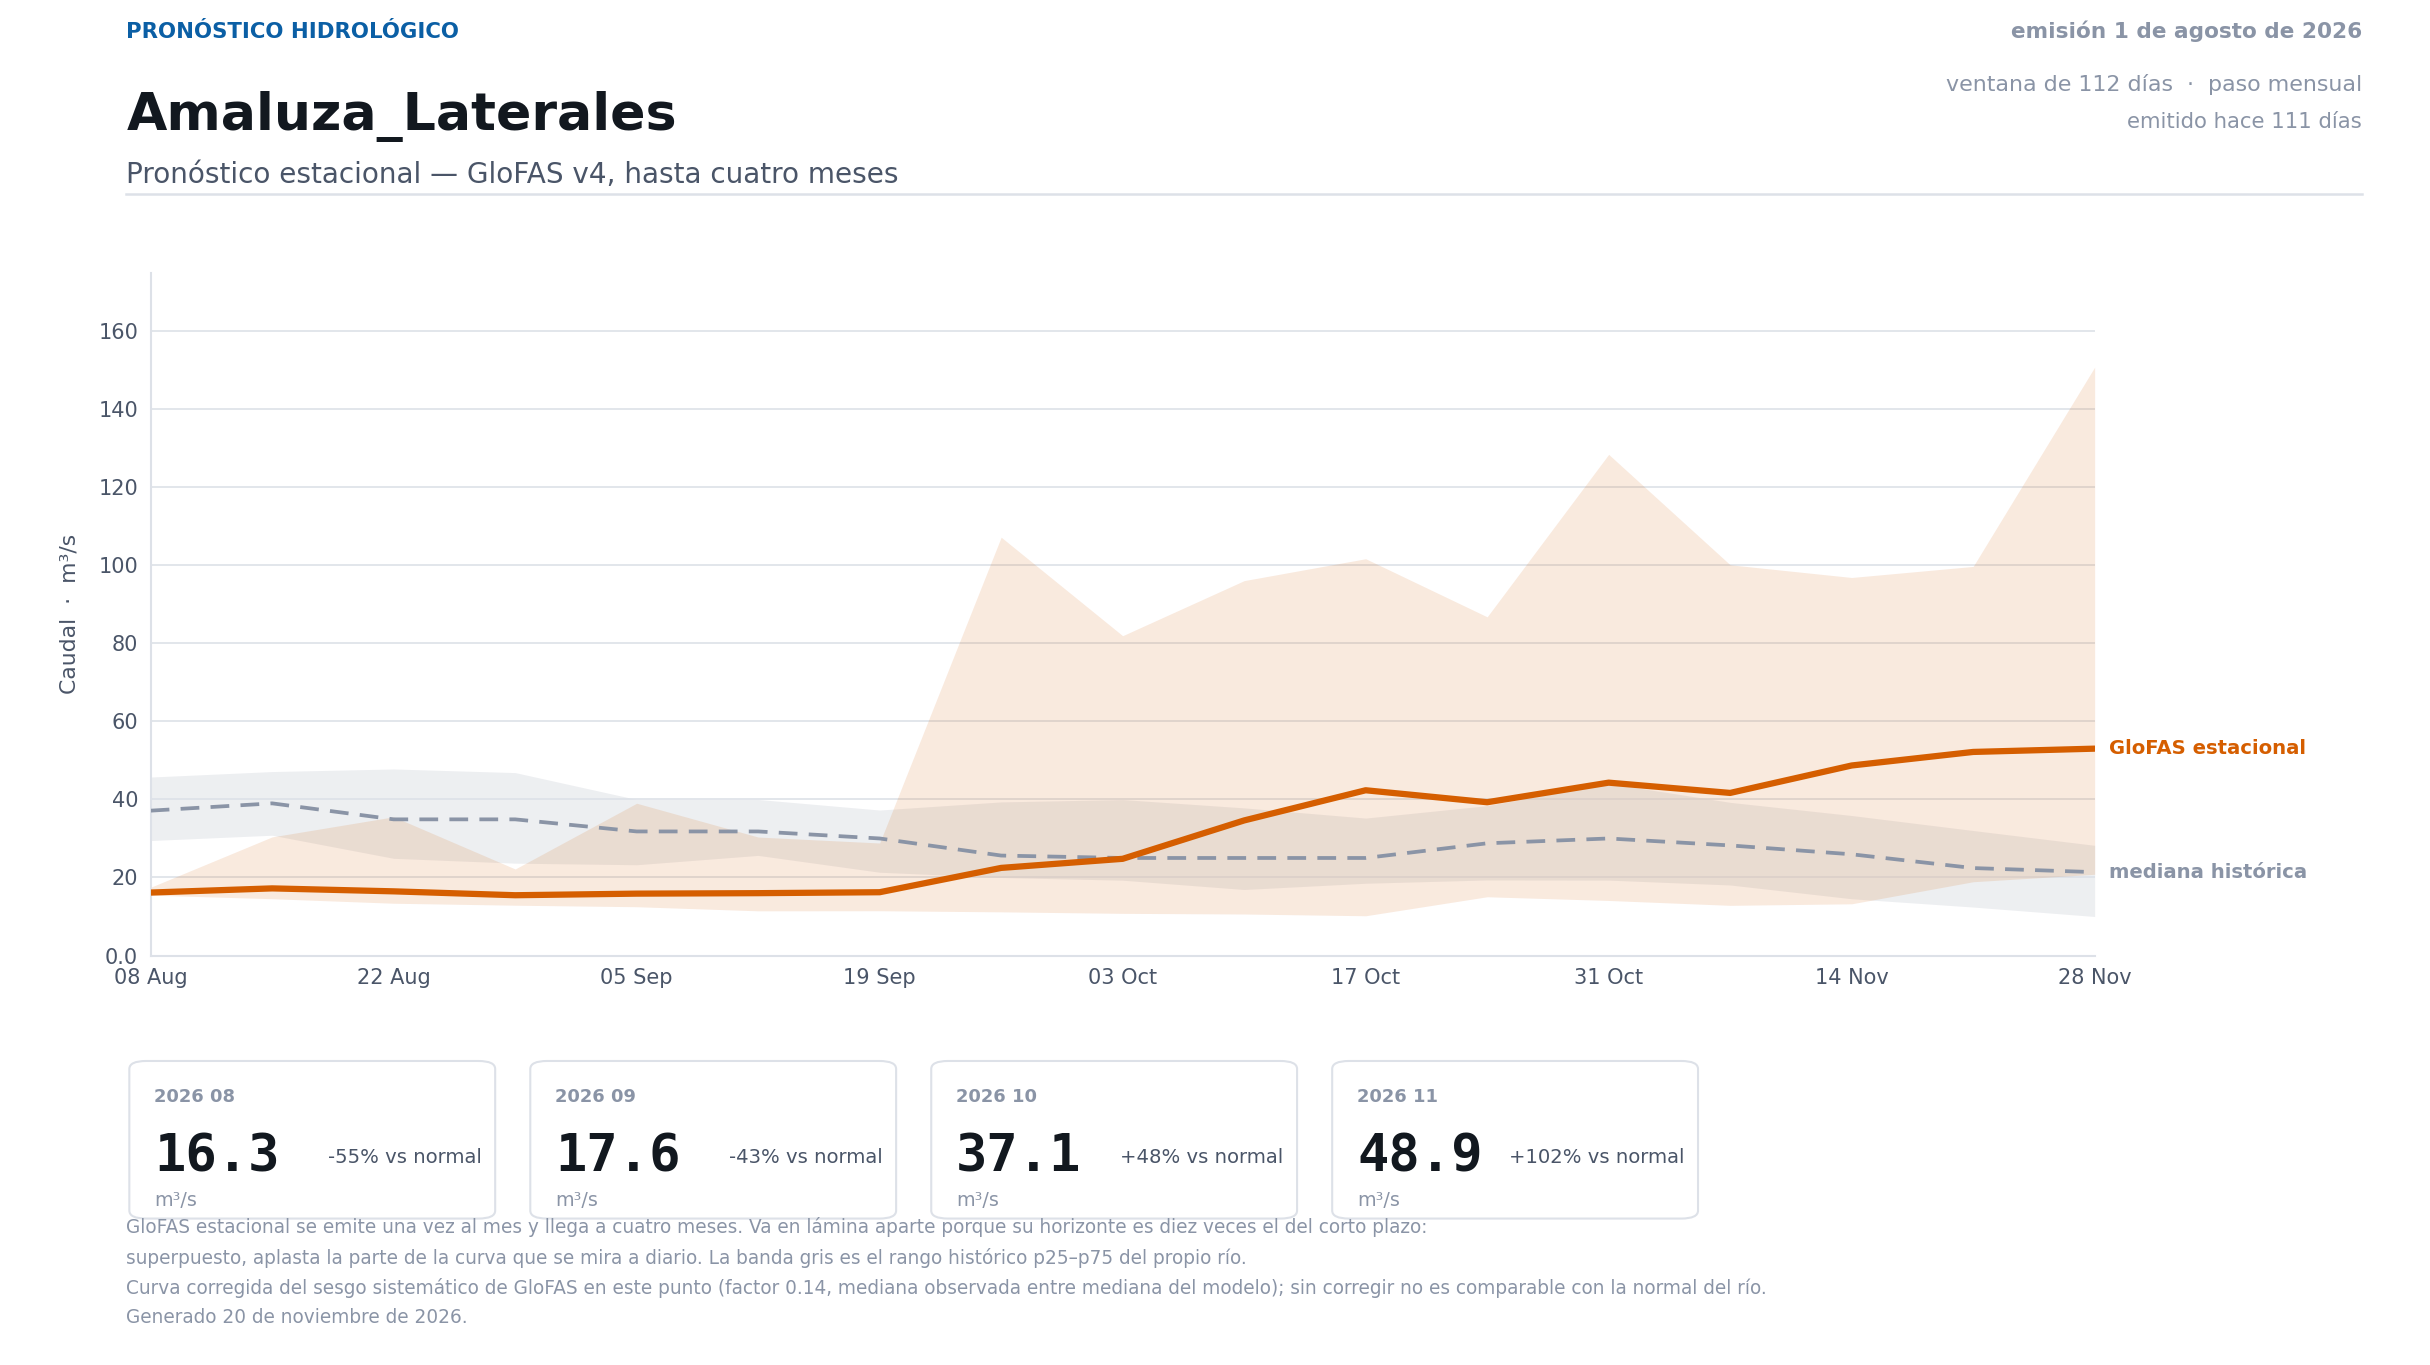 PRONÓSTICO HIDROLÓGICO
emisión 1 de agosto de 2026
ventana de 112 días · paso mensual
Amaluza_Laterales
emitido hace 111 días
Pronóstico estacional — GloFAS v4, hasta cuatro meses
Caudal · m³/s
160
140
120
100
80
60
40
20
0.0
GloFAS estacional
mediana histórica
08 Aug
22 Aug
05 Sep
19 Sep
03 Oct
17 Oct
31 Oct
14 Nov
28 Nov
2026 08
16.3
-55% vs normal
m³/s
2026 09
17.6
-43% vs normal
m³/s
2026 10
37.1
+48% vs normal
m³/s
2026 11
48.9
+102% vs normal
m³/s
GloFAS estacional se emite una vez al mes y llega a cuatro meses. Va en lámina aparte porque su horizonte es diez veces el del corto plazo:
superpuesto, aplasta la parte de la curva que se mira a diario. La banda gris es el rango histórico p25–p75 del propio río.
Curva corregida del sesgo sistemático de GloFAS en este punto (factor 0.14, mediana observada entre mediana del modelo); sin corregir no es comparable con la normal del río.
Generado 20 de noviembre de 2026.